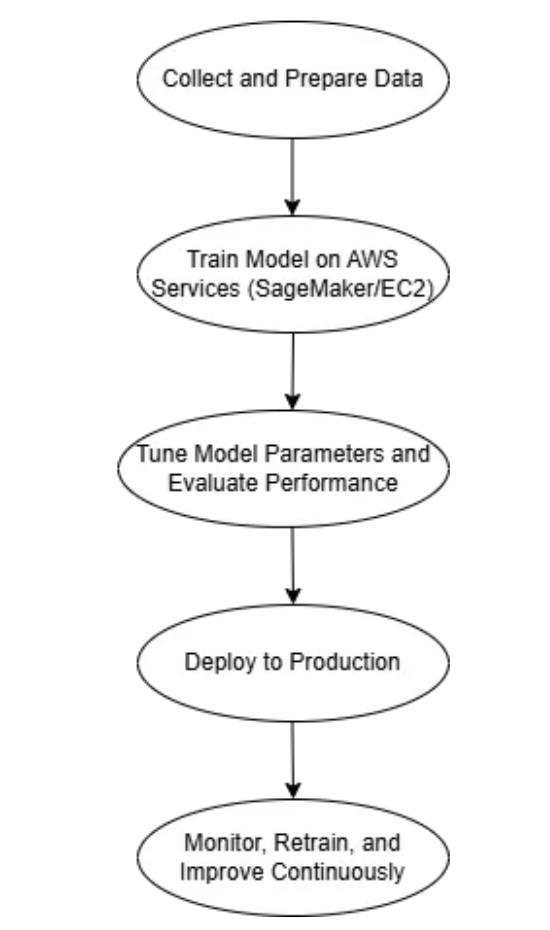 Collect and Prepare Data
Train Model on AWS
Services (SageMaker/EC2)
Tune Model Parameters and
Evaluate Performance
Deploy to Production
Monitor, Retrain, and
Improve Continuously